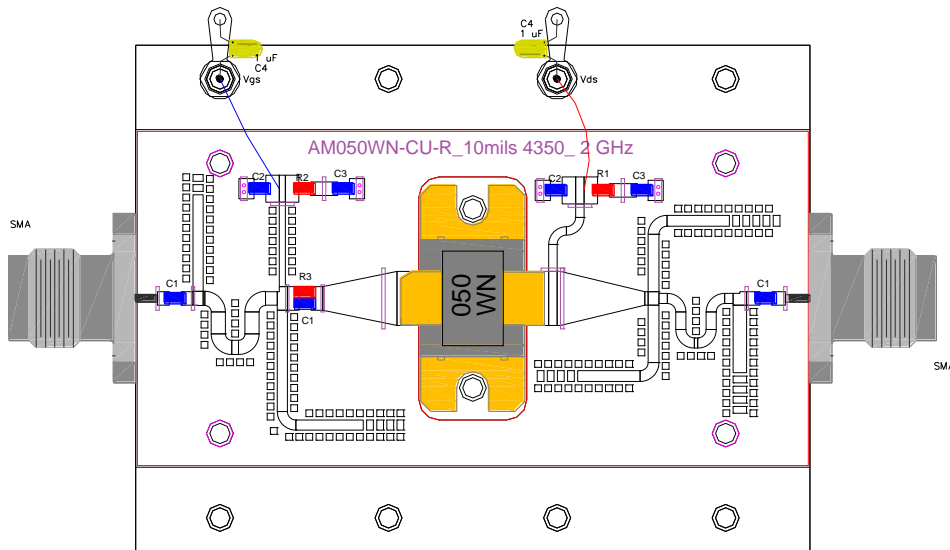 C4
1 uF
1 uF
C4
Vgs
Vds
AM050WN-CU-R_10mils 4350_ 2 GHz
C2
R2
C3
C2
R1
C3
SMA
C1
R3
C1
050
WN
C1
SMA